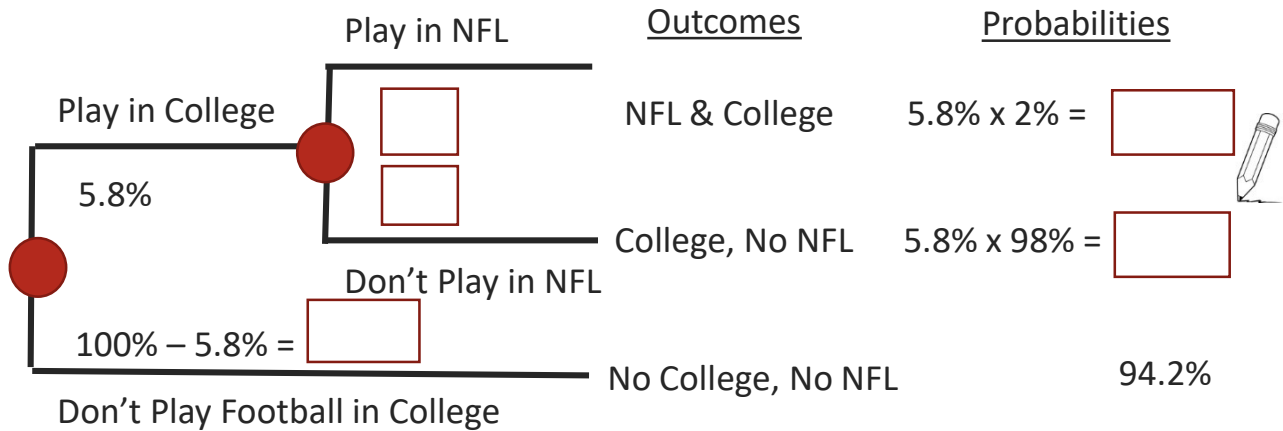 Play in NFL
Outcomes
Probabilities
Play in College
NFL & College
5.8% x 2% =
5.8%
College, No NFL
5.8% x 98% =
Don’t Play in NFL
100% – 5.8% =
No College, No NFL
94.2%
Don’t Play Football in College